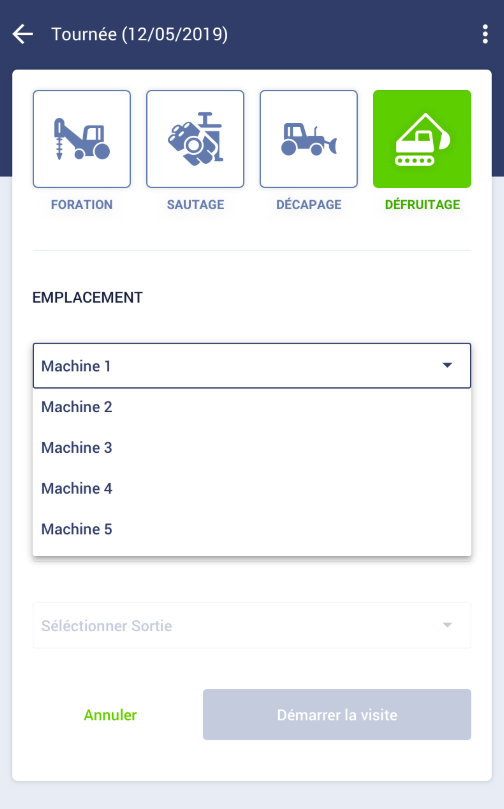 Tournée (12/05/2019)
FORATION
SAUTAGE
DÉCAPAGE
DÉFRUITAGE
EMPLACEMENT
Machine 1
Machine 2
Machine 3
Machine 4
Machine 5
Séléctionner Sortie
Annuler
Démarrer la visite